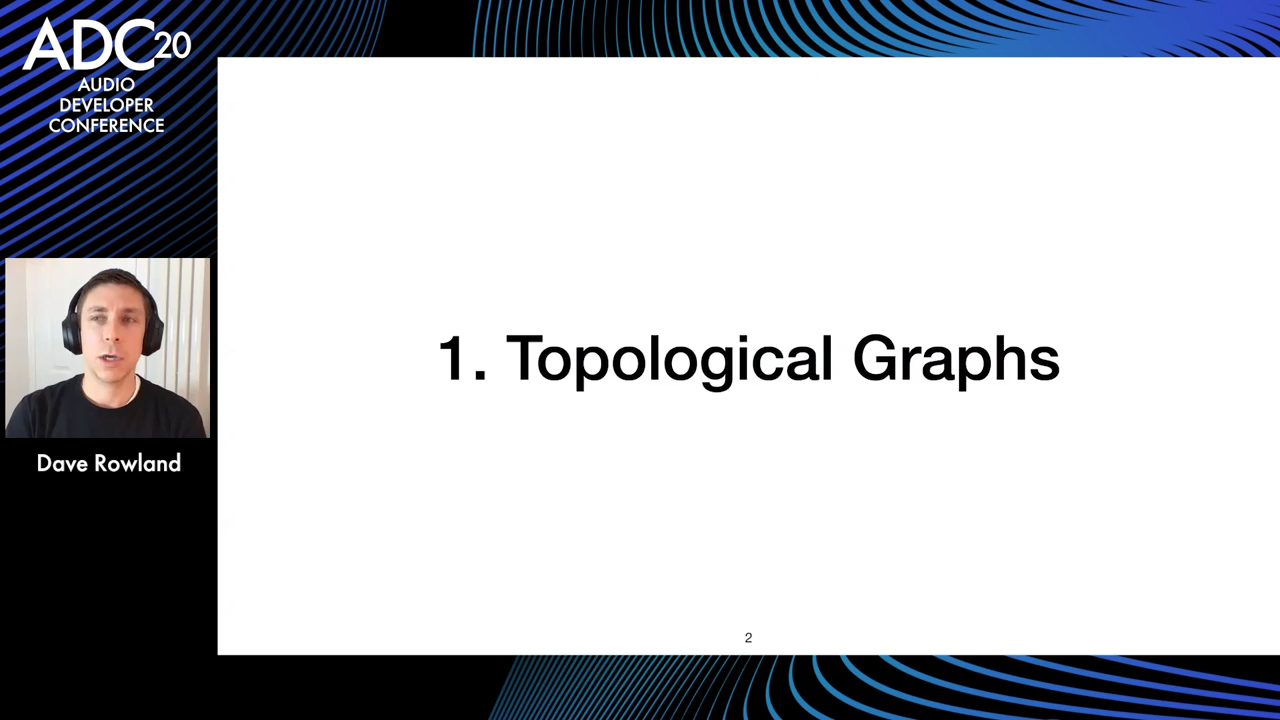 ADC20
AUDIO
DEVELOPER
CONFERENCE
1. Topological Graphs
Dave Rowland
2